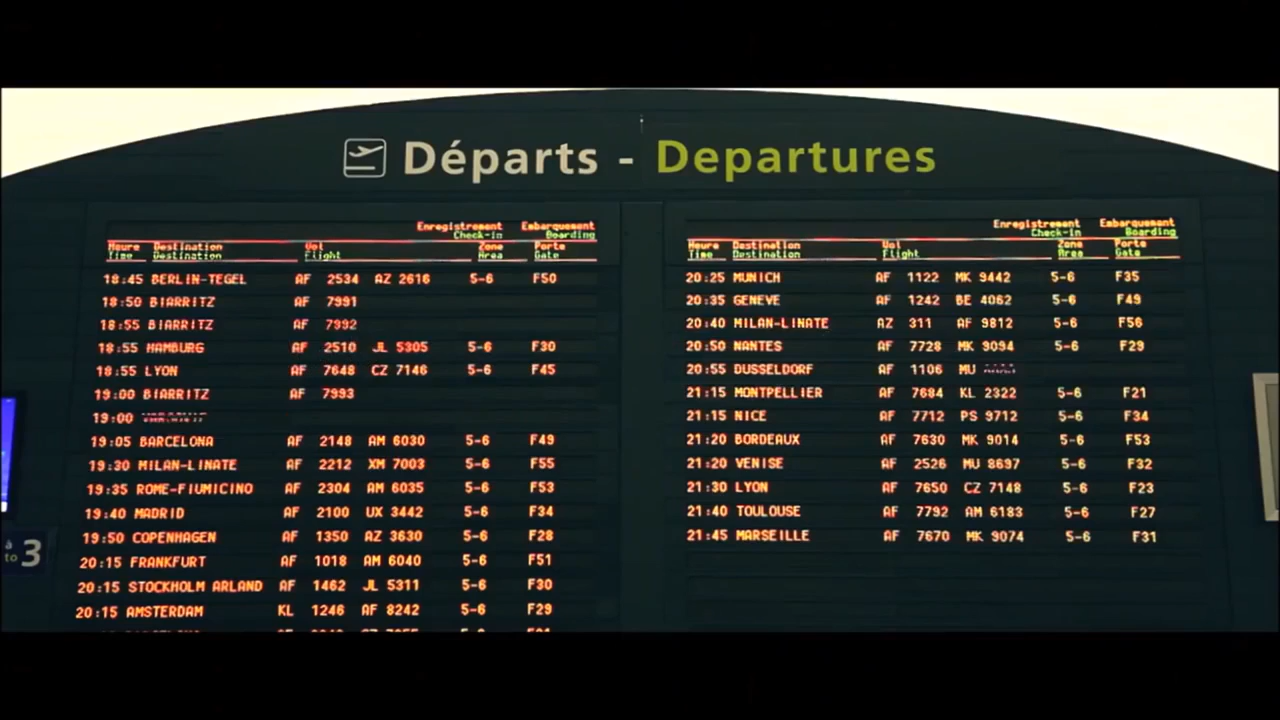 Départs - Departures
Enregistrement Embarquement
Check-in Boarding
Heure Destination Vol Zone Porte
Time Destination Flight Area Gate
18:45 BERLIN-TEGEL AF 2534 AZ 2616 5-6 F50
18:50 BIARRITZ AF 7991
18:55 BIARRITZ AF 7992
18:55 HAMBURG AF 2510 JL 5305 5-6 F30
18:55 LYON AF 7648 CZ 7146 5-6 F45
19:00 BIARRITZ AF 7993
19:00
19:05 BARCELONA AF 2148 AM 6030 5-6 F49
19:30 MILAN-LINATE AF 2212 XM 7003 5-6 F55
19:35 ROME-FIUMICINO AF 2304 AM 6035 5-6 F53
19:40 MADRID AF 2100 UX 3442 5-6 F34
19:50 COPENHAGEN AF 1350 AZ 3630 5-6 F28
20:15 FRANKFURT AF 1018 AM 6040 5-6 F51
20:15 STOCKHOLM ARLAND AF 1462 JL 5311 5-6 F30
20:15 AMSTERDAM KL 1246 AF 8242 5-6 F29
Enregistrement Embarquement
Check-in Boarding
Heure Destination Vol Zone Porte
Time Destination Flight Area Gate
20:25 MUNICH AF 1122 MK 9442 5-6 F35
20:35 GENEVE AF 1242 BE 4062 5-6 F49
20:40 MILAN-LINATE AZ 311 AF 9812 5-6 F56
20:50 NANTES AF 7728 MK 9094 5-6 F29
20:55 DUSSELDORF AF 1106 MU
21:15 MONTPELLIER AF 7684 KL 2322 5-6 F21
21:15 NICE AF 7712 PS 9712 5-6 F34
21:20 BORDEAUX AF 7630 MK 9014 5-6 F53
21:20 VENISE AF 2526 MU 8697 5-6 F32
21:30 LYON AF 7650 CZ 7148 5-6 F23
21:40 TOULOUSE AF 7792 AM 6183 5-6 F27
21:45 MARSEILLE AF 7670 MK 9074 5-6 F31
à
to 3